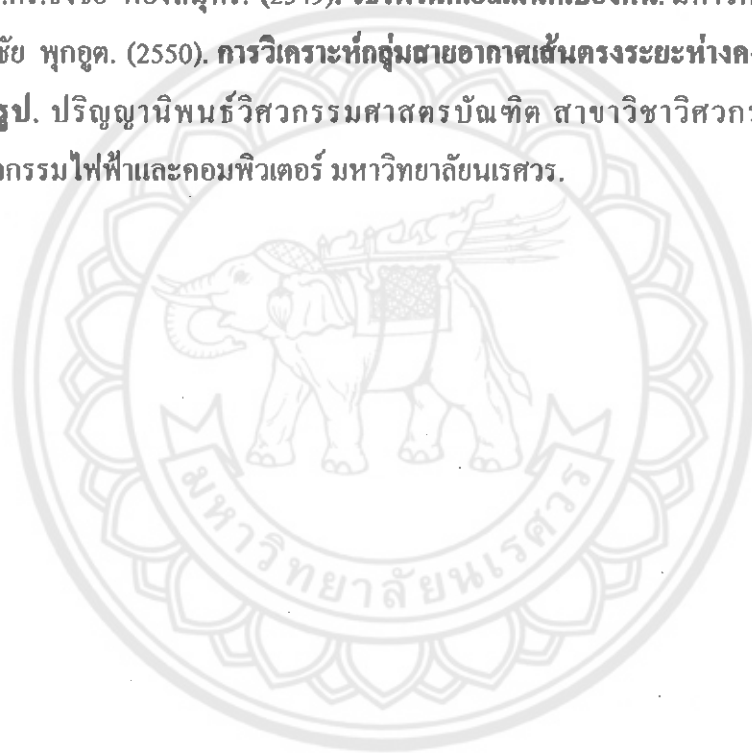 (2549).
ชัย พุกอูต. (2550). การวิเคราะห์กลุ่มสายอากาศเส้นตรงระยะห่าง
รูป. ปริญญานิพนธ์วิศวกรรมศาสตรบัณฑิต สาขาวิชาวิศวกร
วกรรมไฟฟ้าและคอมพิวเตอร์ มหาวิทยาลัยนเรศวร.
มหาวิทยาลัยนเรศวร